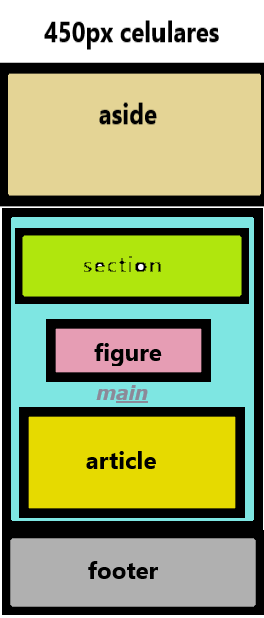 450px celulares
aside
section
figure
main
article
footer